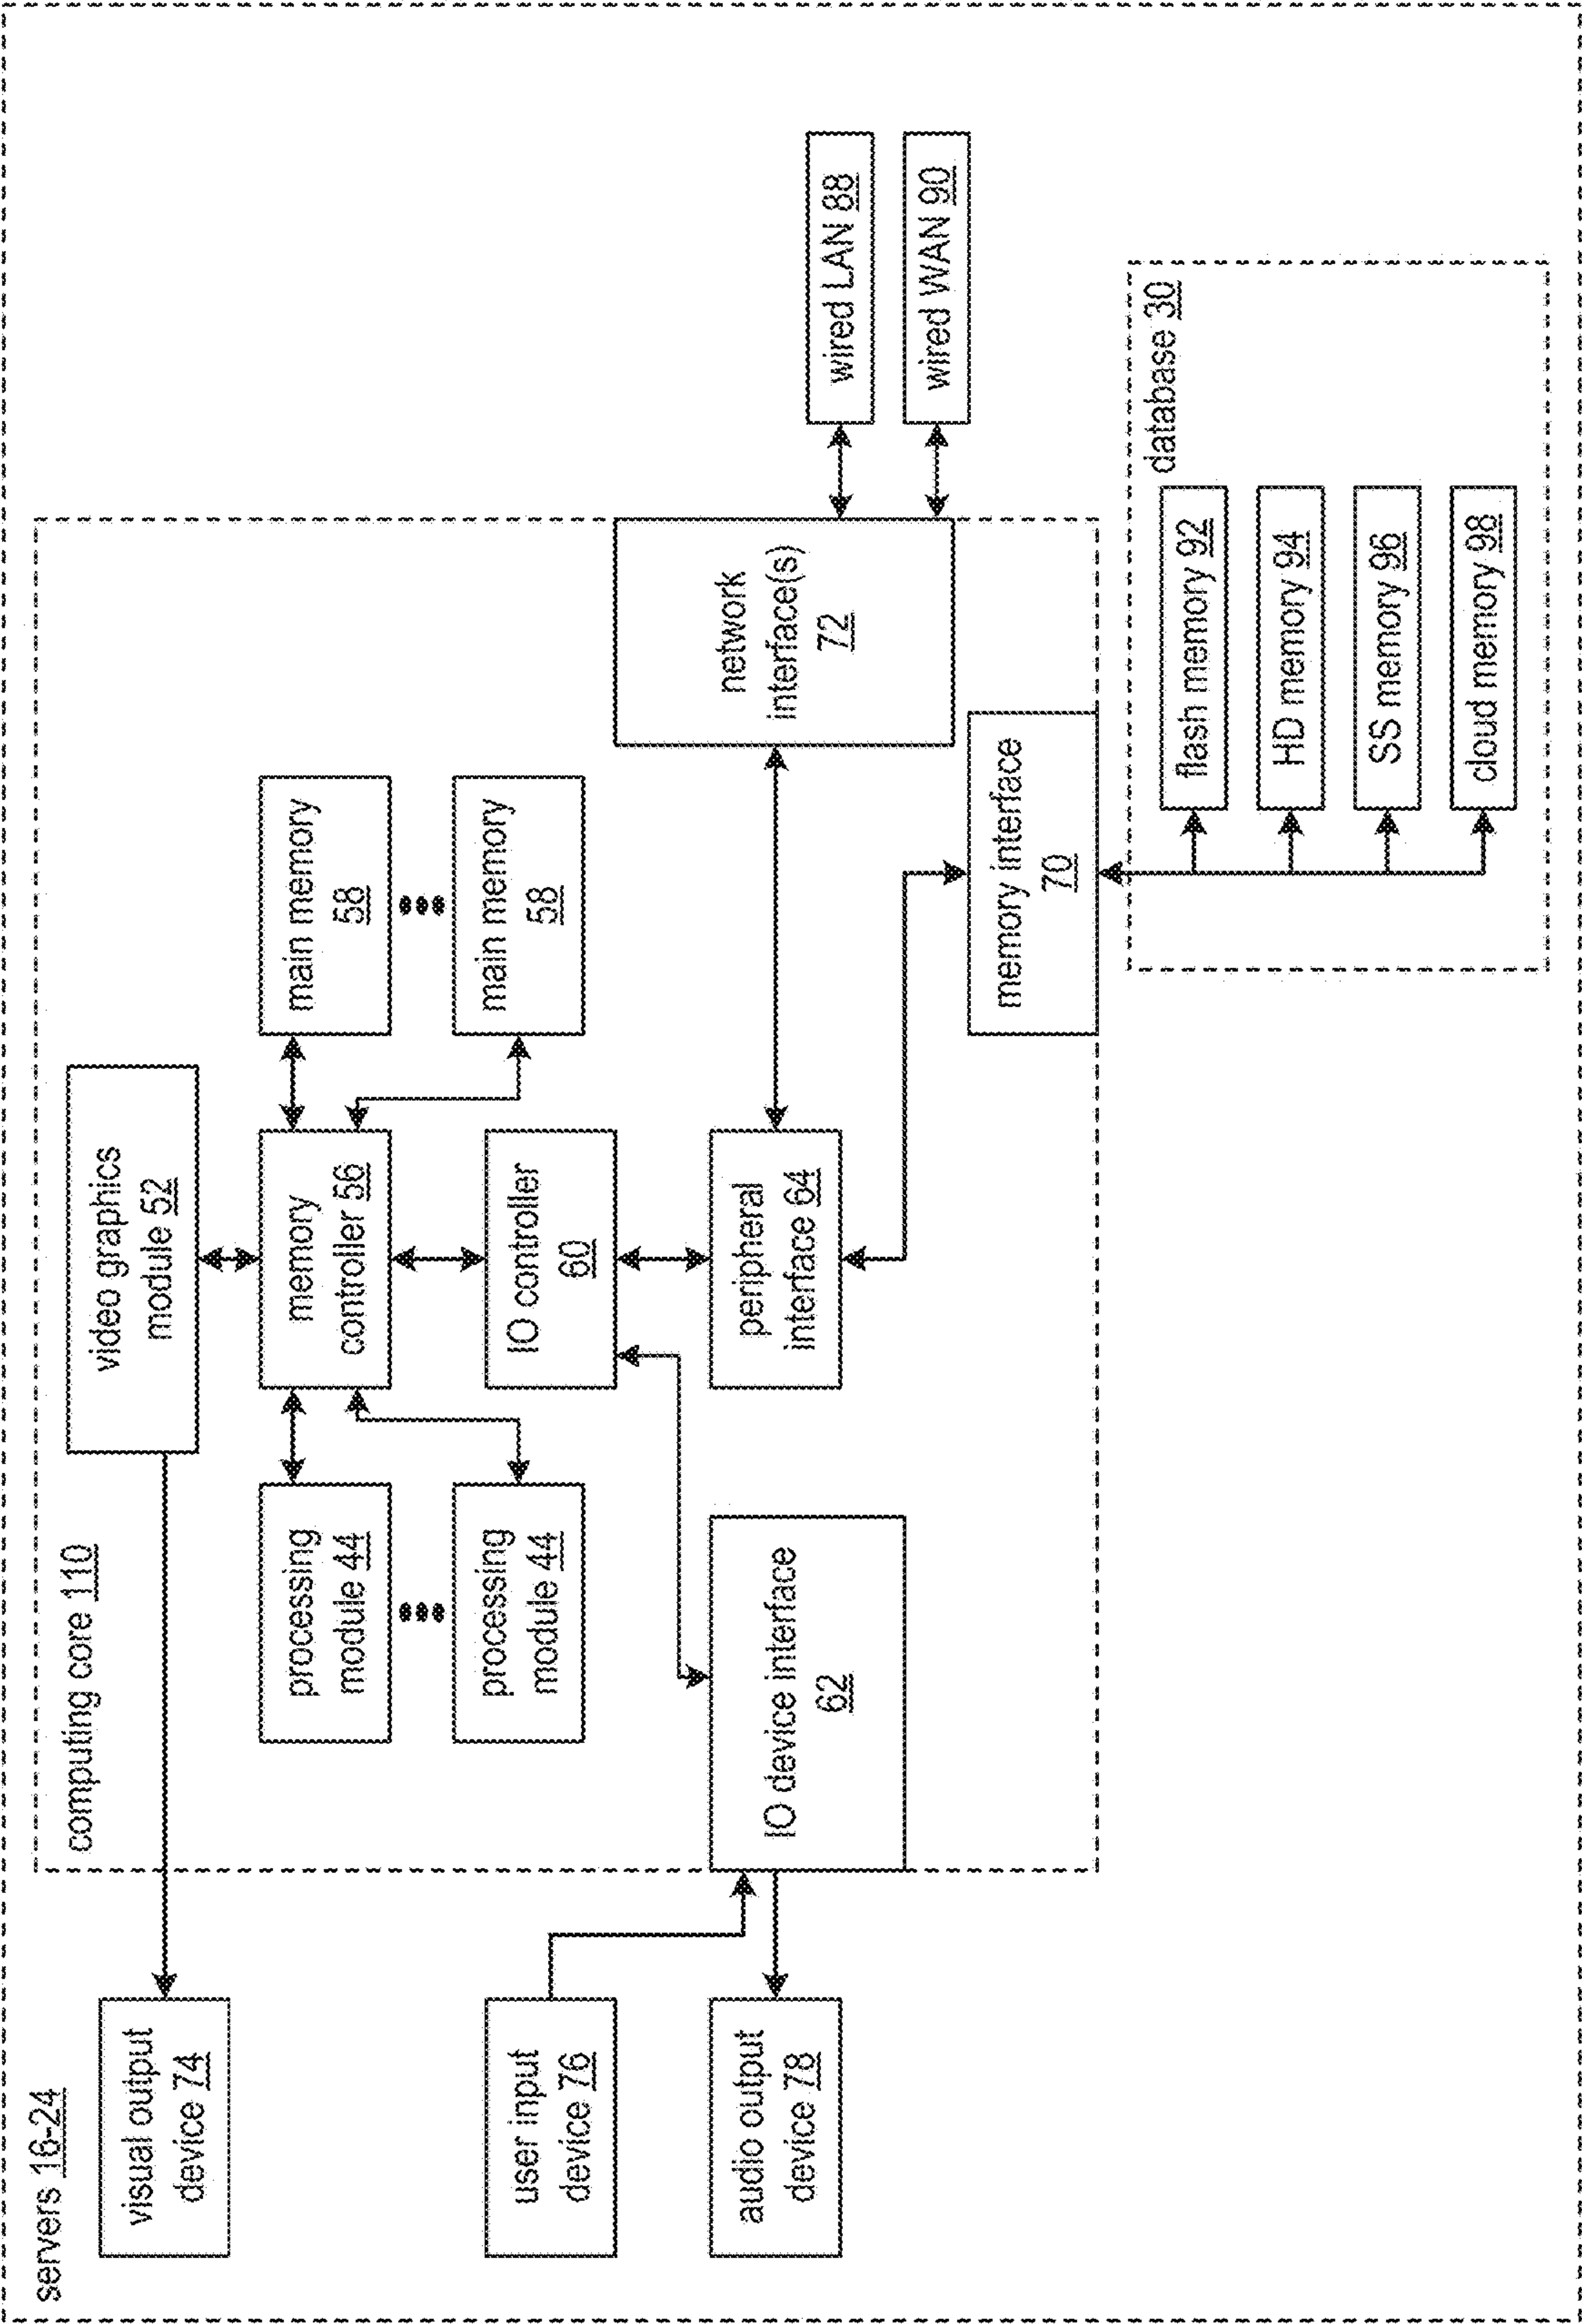 servers 16-24
computing core 110
visual output
device 74
video graphics
module 52
processing
module 44
memory
controller 56
main memory
58
processing
module 44
main memory
58
user input
device 76
IO controller
60
network
interface(s)
72
wired LAN 88
wired WAN 90
audio output
device 78
IO device interface
62
peripheral
interface 64
memory interface
70
database 30
flash memory 92
HD memory 94
SS memory 96
cloud memory 98